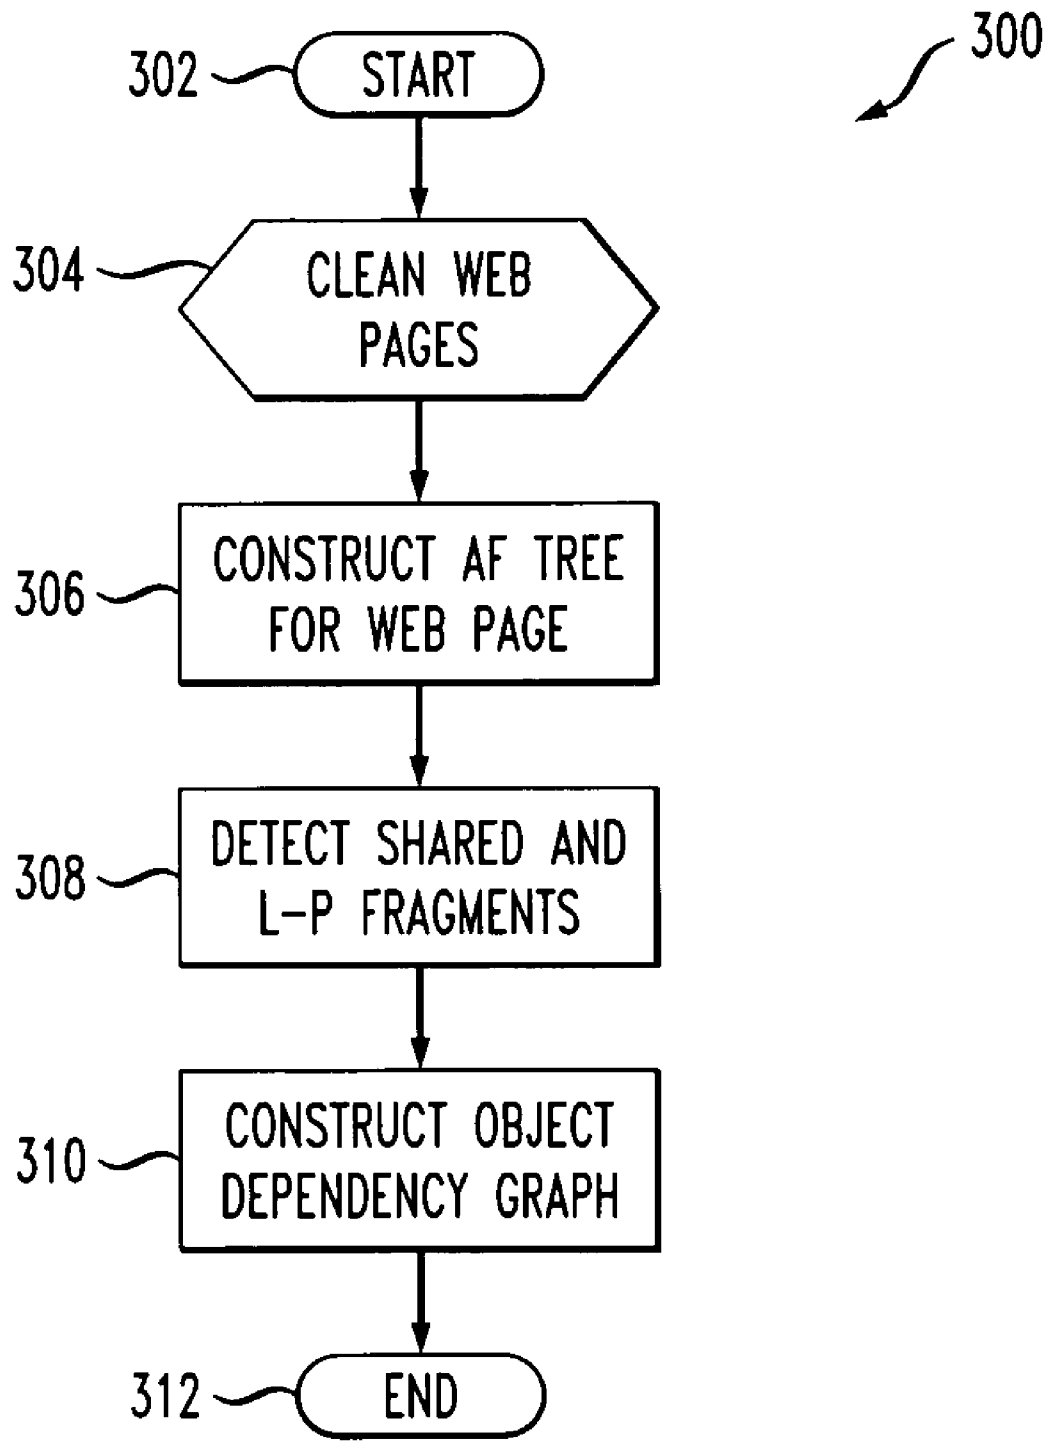 300
302 START
304 CLEAN WEB
PAGES
306 CONSTRUCT AF TREE
FOR WEB PAGE
308 DETECT SHARED AND
L-P FRAGMENTS
310 CONSTRUCT OBJECT
DEPENDENCY GRAPH
312 END